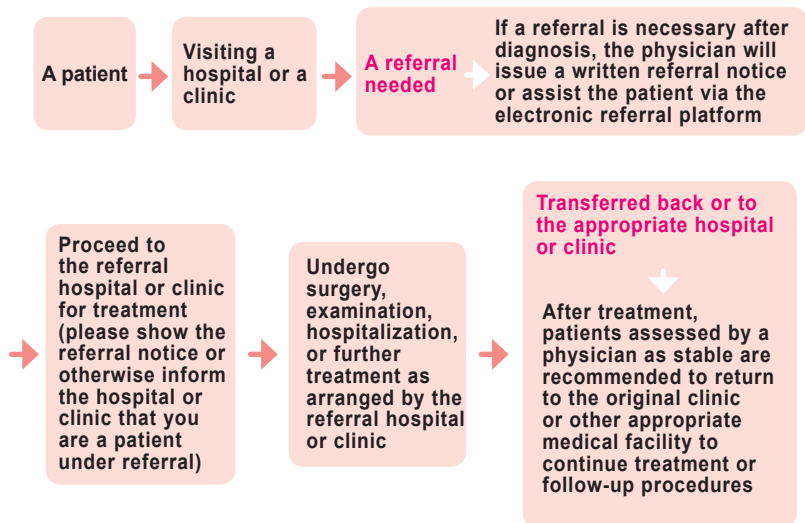 A patient
Visiting a
hospital or a
clinic
A referral
needed
If a referral is necessary after
diagnosis, the physician will
issue a written referral notice
or assist the patient via the
electronic referral platform
Proceed to
the referral
hospital or clinic
for treatment
(please show the
referral notice or
otherwise inform
the hospital or
clinic that you
are a patient
under referral)
Undergo
surgery,
examination,
hospitalization,
or further
treatment as
arranged by the
referral hospital
or clinic
Transferred back or to
the appropriate hospital
or clinic
After treatment,
patients assessed by a
physician as stable are
recommended to return
to the original clinic
or other appropriate
medical facility to
continue treatment or
follow-up procedures